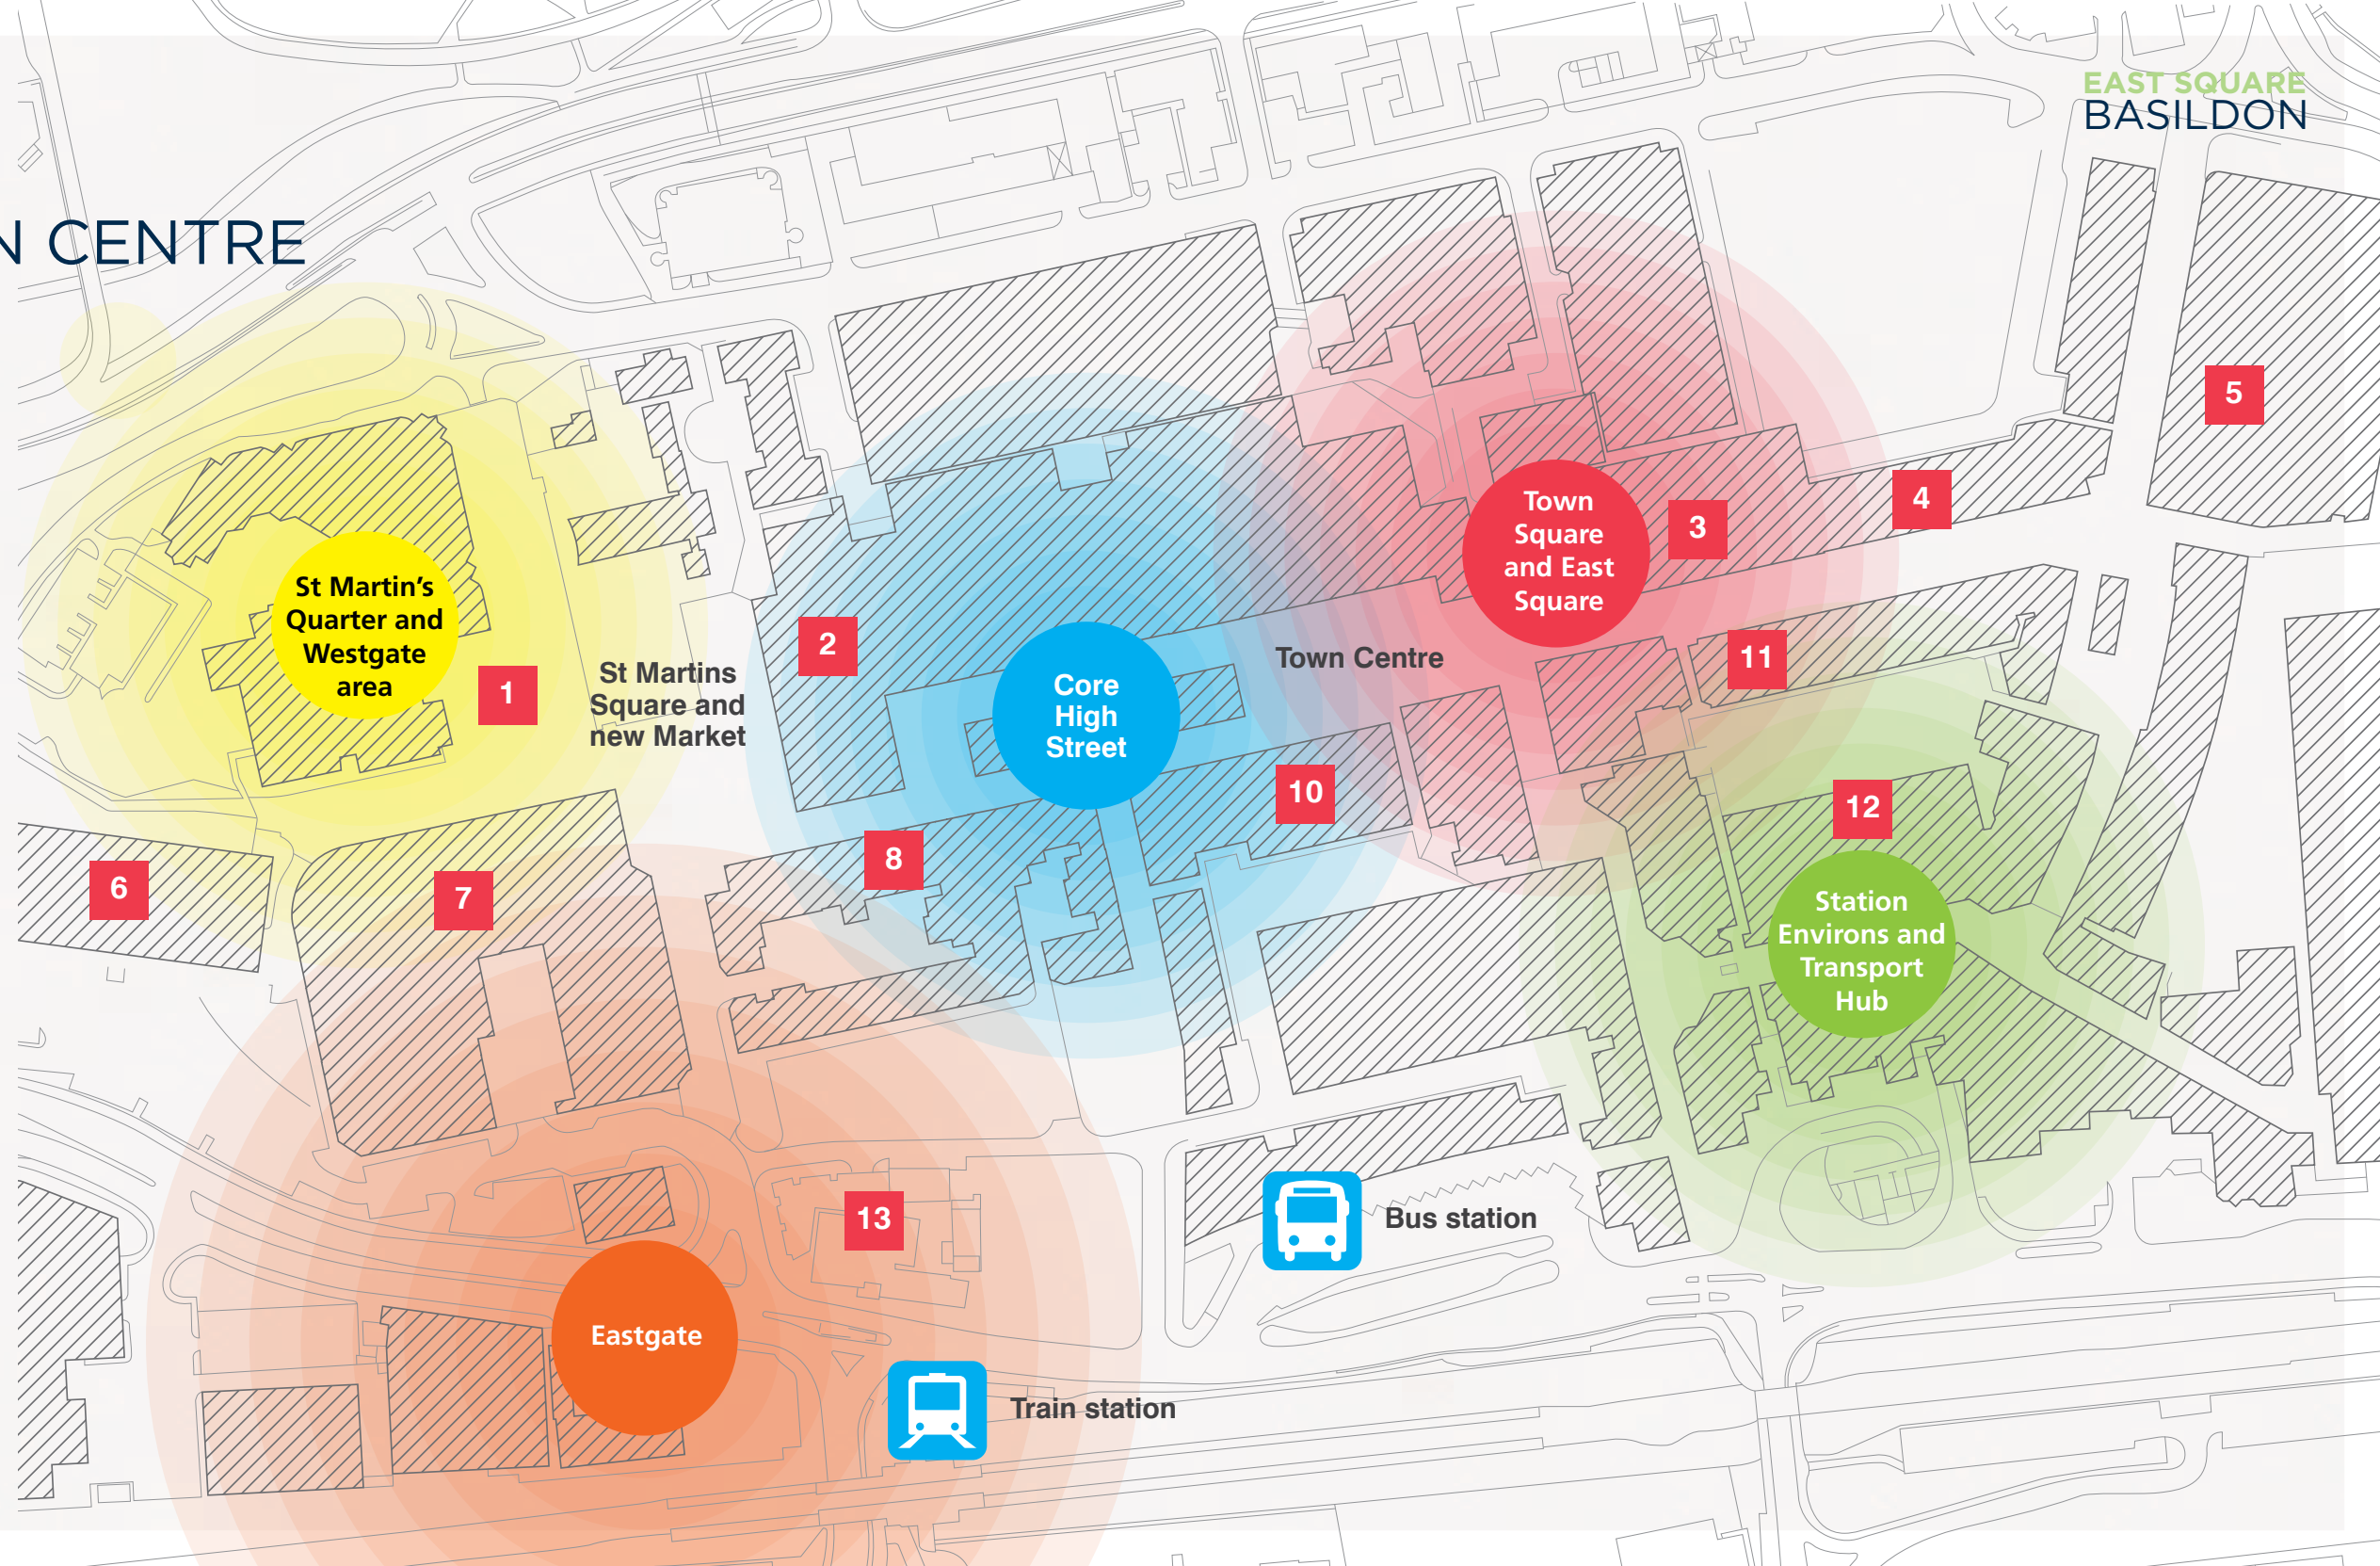 EAST SQUARE
BASILDON
N CENTRE
5
4
3
Town
Square
and East
Square
St Martin's
Quarter and
Westgate
area
1
St Martins
Square and
new Market
2
Core
High
Street
Town Centre
11
10
12
8
6
7
Station
Environs and
Transport
Hub
13
Bus station
Eastgate
Train station